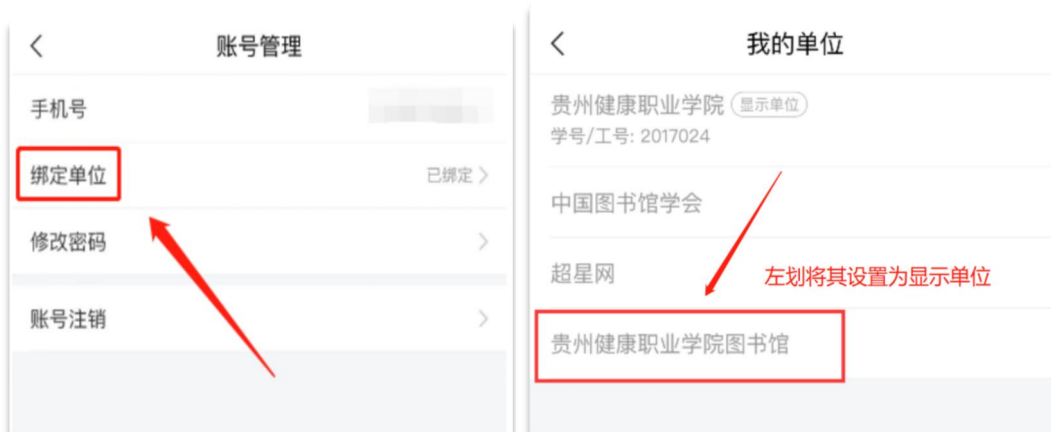 账号管理
手机号
绑定单位
已绑定
修改密码
账号注销
我的单位
贵州健康职业学院 显示单位
学号/工号: 2017024
中国图书馆学会
超星网
左划将其设置为显示单位
贵州健康职业学院图书馆